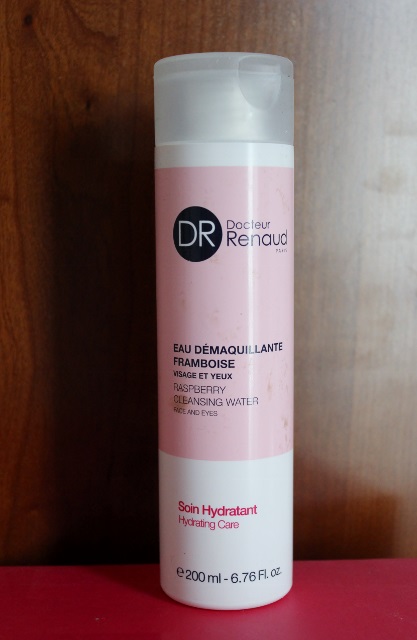 DR
Docteur
Renaud
PARIS
EAU DÉMAQUILLANTE
FRAMBOISE
VISAGE ET YEUX
RASPBERRY
CLEANSING WATER
FACE AND EYES
Soin Hydratant
Hydrating Care
e 200 ml - 6.76 Fl. oz.